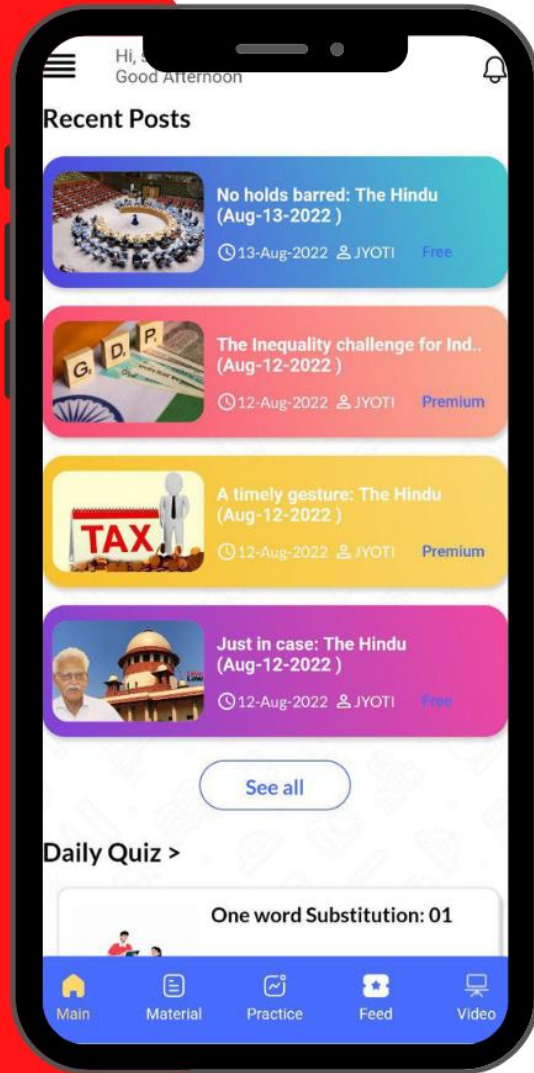 Hi,
Good Afternoon
Recent Posts
No holds barred: The Hindu
(Aug-13-2022 )
13-Aug-2022 JYOTI Free
G D P
The Inequality challenge for Ind..
(Aug-12-2022 )
12-Aug-2022 JYOTI Premium
TAX
A timely gesture: The Hindu
(Aug-12-2022 )
12-Aug-2022 JYOTI Premium
Just in case: The Hindu
(Aug-12-2022 )
12-Aug-2022 JYOTI Free
See all
Daily Quiz >
One word Substitution: 01
Main Material Practice Feed Video